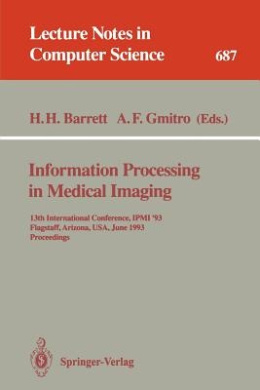 Lecture Notes in
Computer Science 687
H. H. Barrett A. F. Gmitro (Eds.)
Information Processing
in Medical Imaging
13th International Conference, IPMI '93
Flagstaff, Arizona, USA, June 1993
Proceedings
Springer-Verlag